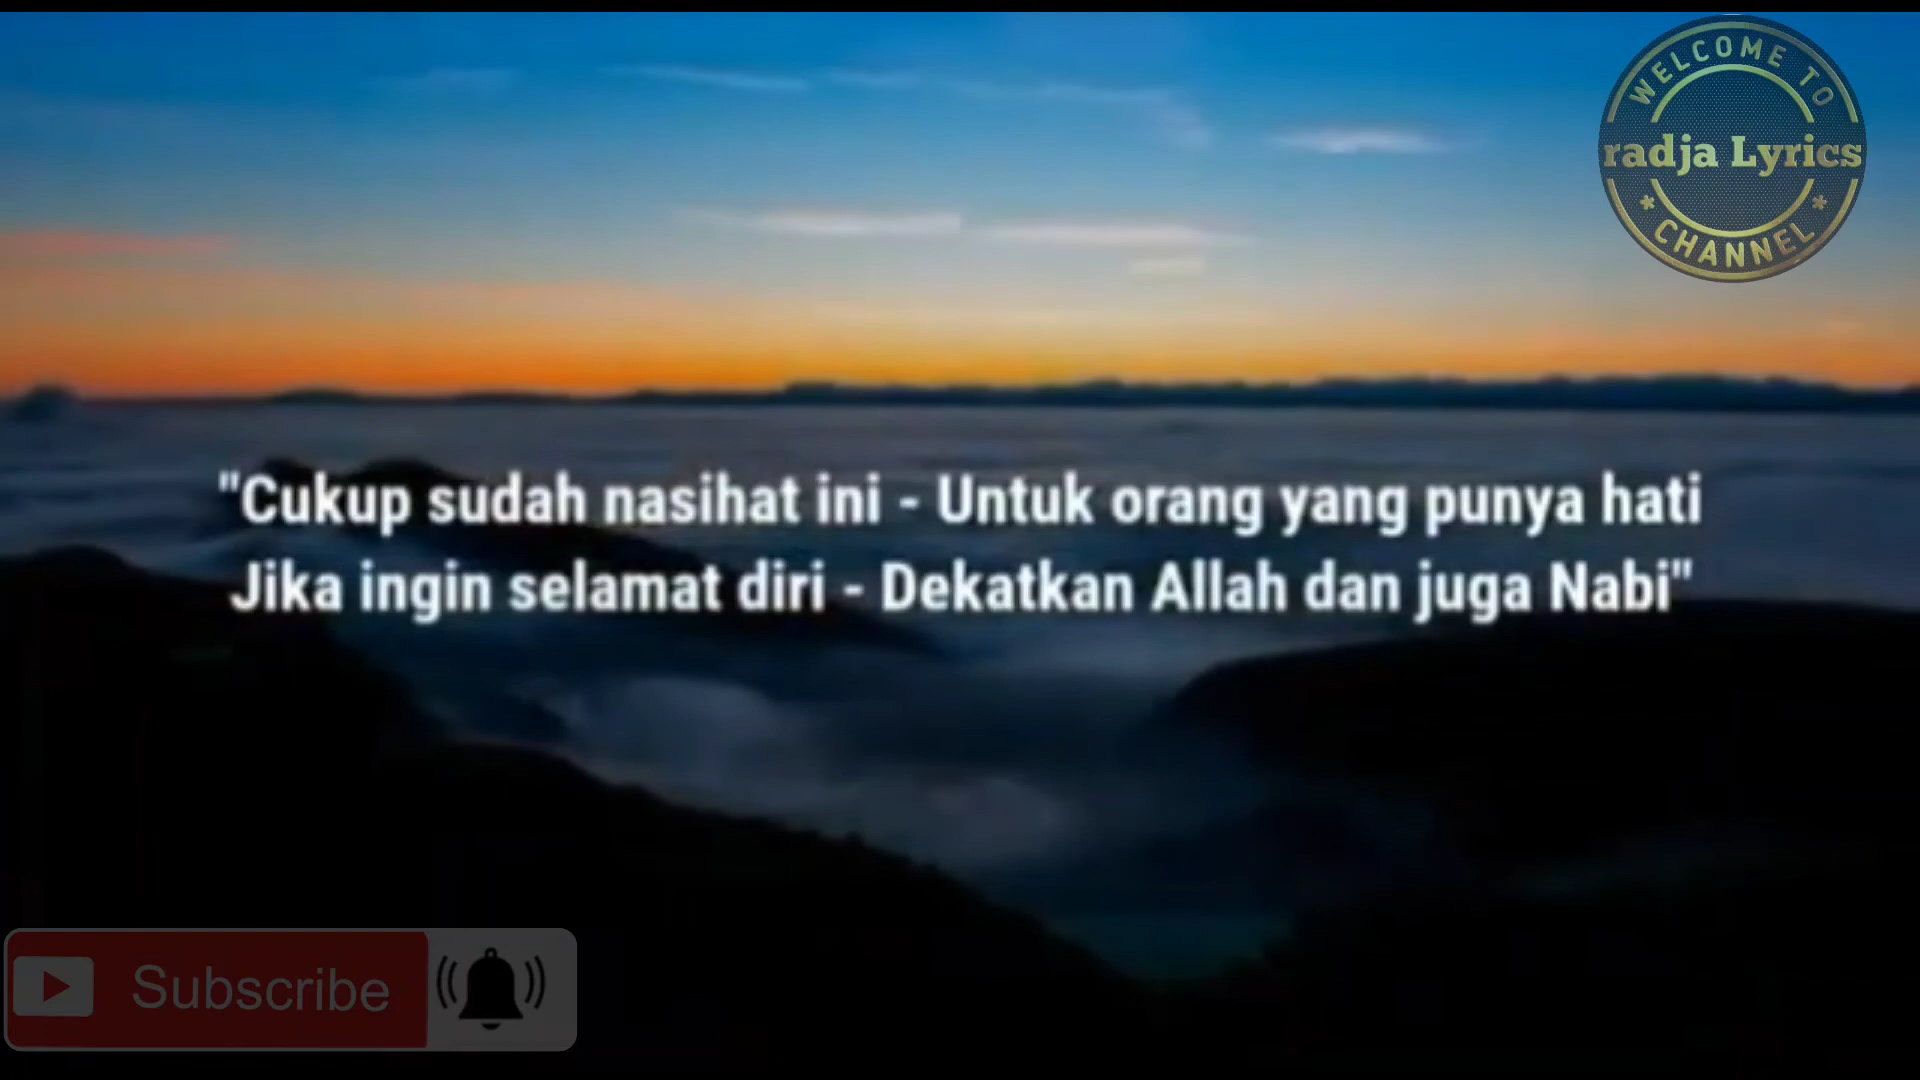 WELCOME TO
radja Lyrics
* CHANNEL *
"Cukup sudah nasihat ini - Untuk orang yang punya hati
Jika ingin selamat diri - Dekatkan Allah dan juga Nabi"
Subscribe